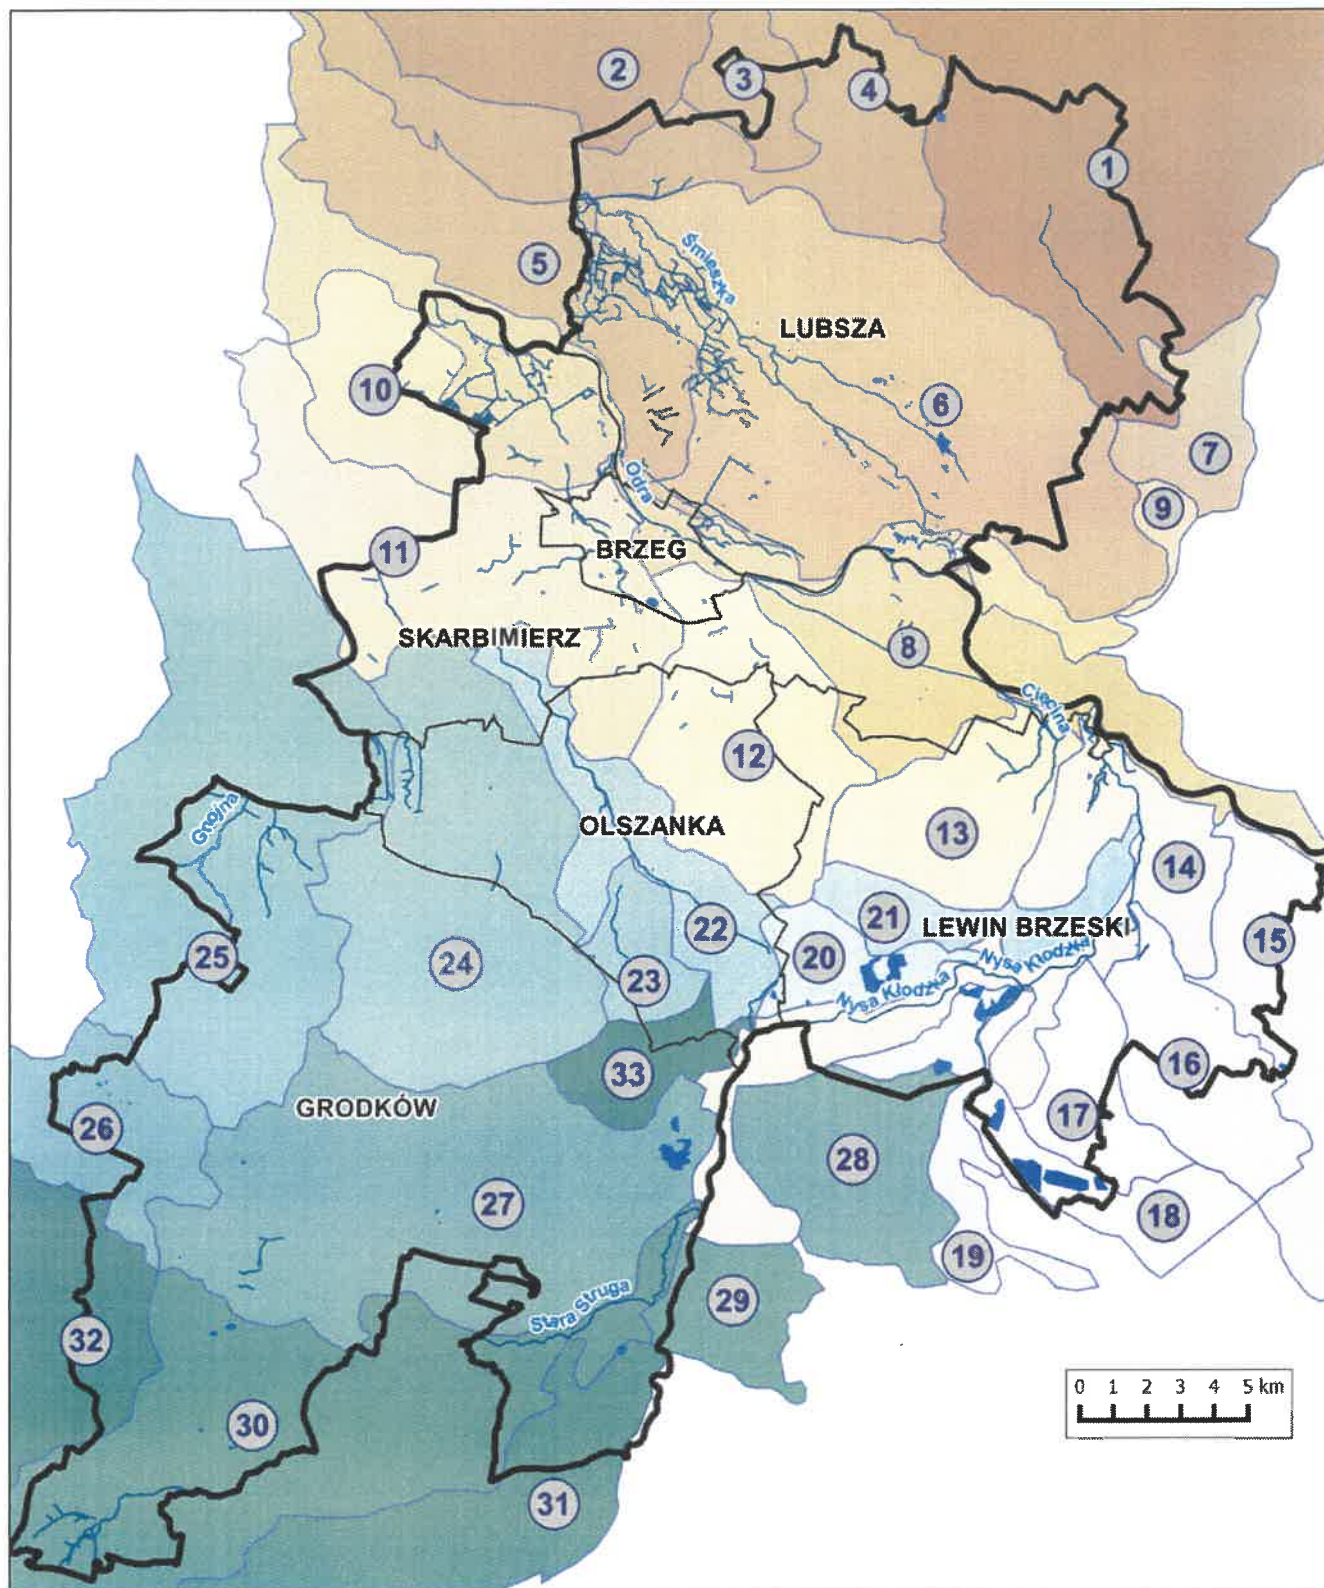 2
3
4
1
Śmieszka
5
LUBSZA
10
6
7
Odra
9
11
BRZEG
SKARBIMIERZ
8
Cięcina
12
Gnojna
OLSZANKA
13
14
21
22
LEWIN BRZESKI
15
25
24
20
Nysa Kłodzka
23
Nysa Kłodzka
33
16
GRODKÓW
26
17
28
27
18
19
29
Stara Struga
32
0 1 2 3 4 5 km
30
31